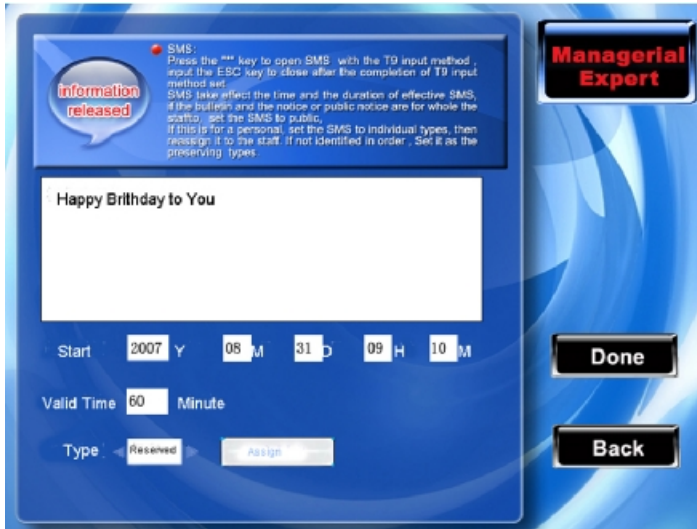 Managerial
Expert
information
released
SMS:
Press the "*" key to open SMS with the T9 input method ,
input the ESC key to close after the completion of T9 input
method set
SMS take effect the time and the duration of effective SMS,
if the bulletin and the notice or public notice are for whole the
staffto, set the SMS to public,
If this is for a personal, set the SMS to individual types, then
reassign it to the staff. If not identified in order , Set it as the
preserving types.
Happy Brithday to You
Start 2007 Y 08 M 31 D 09 H 10 M
Valid Time 60 Minute
Type : Reserved Assign
Done
Back